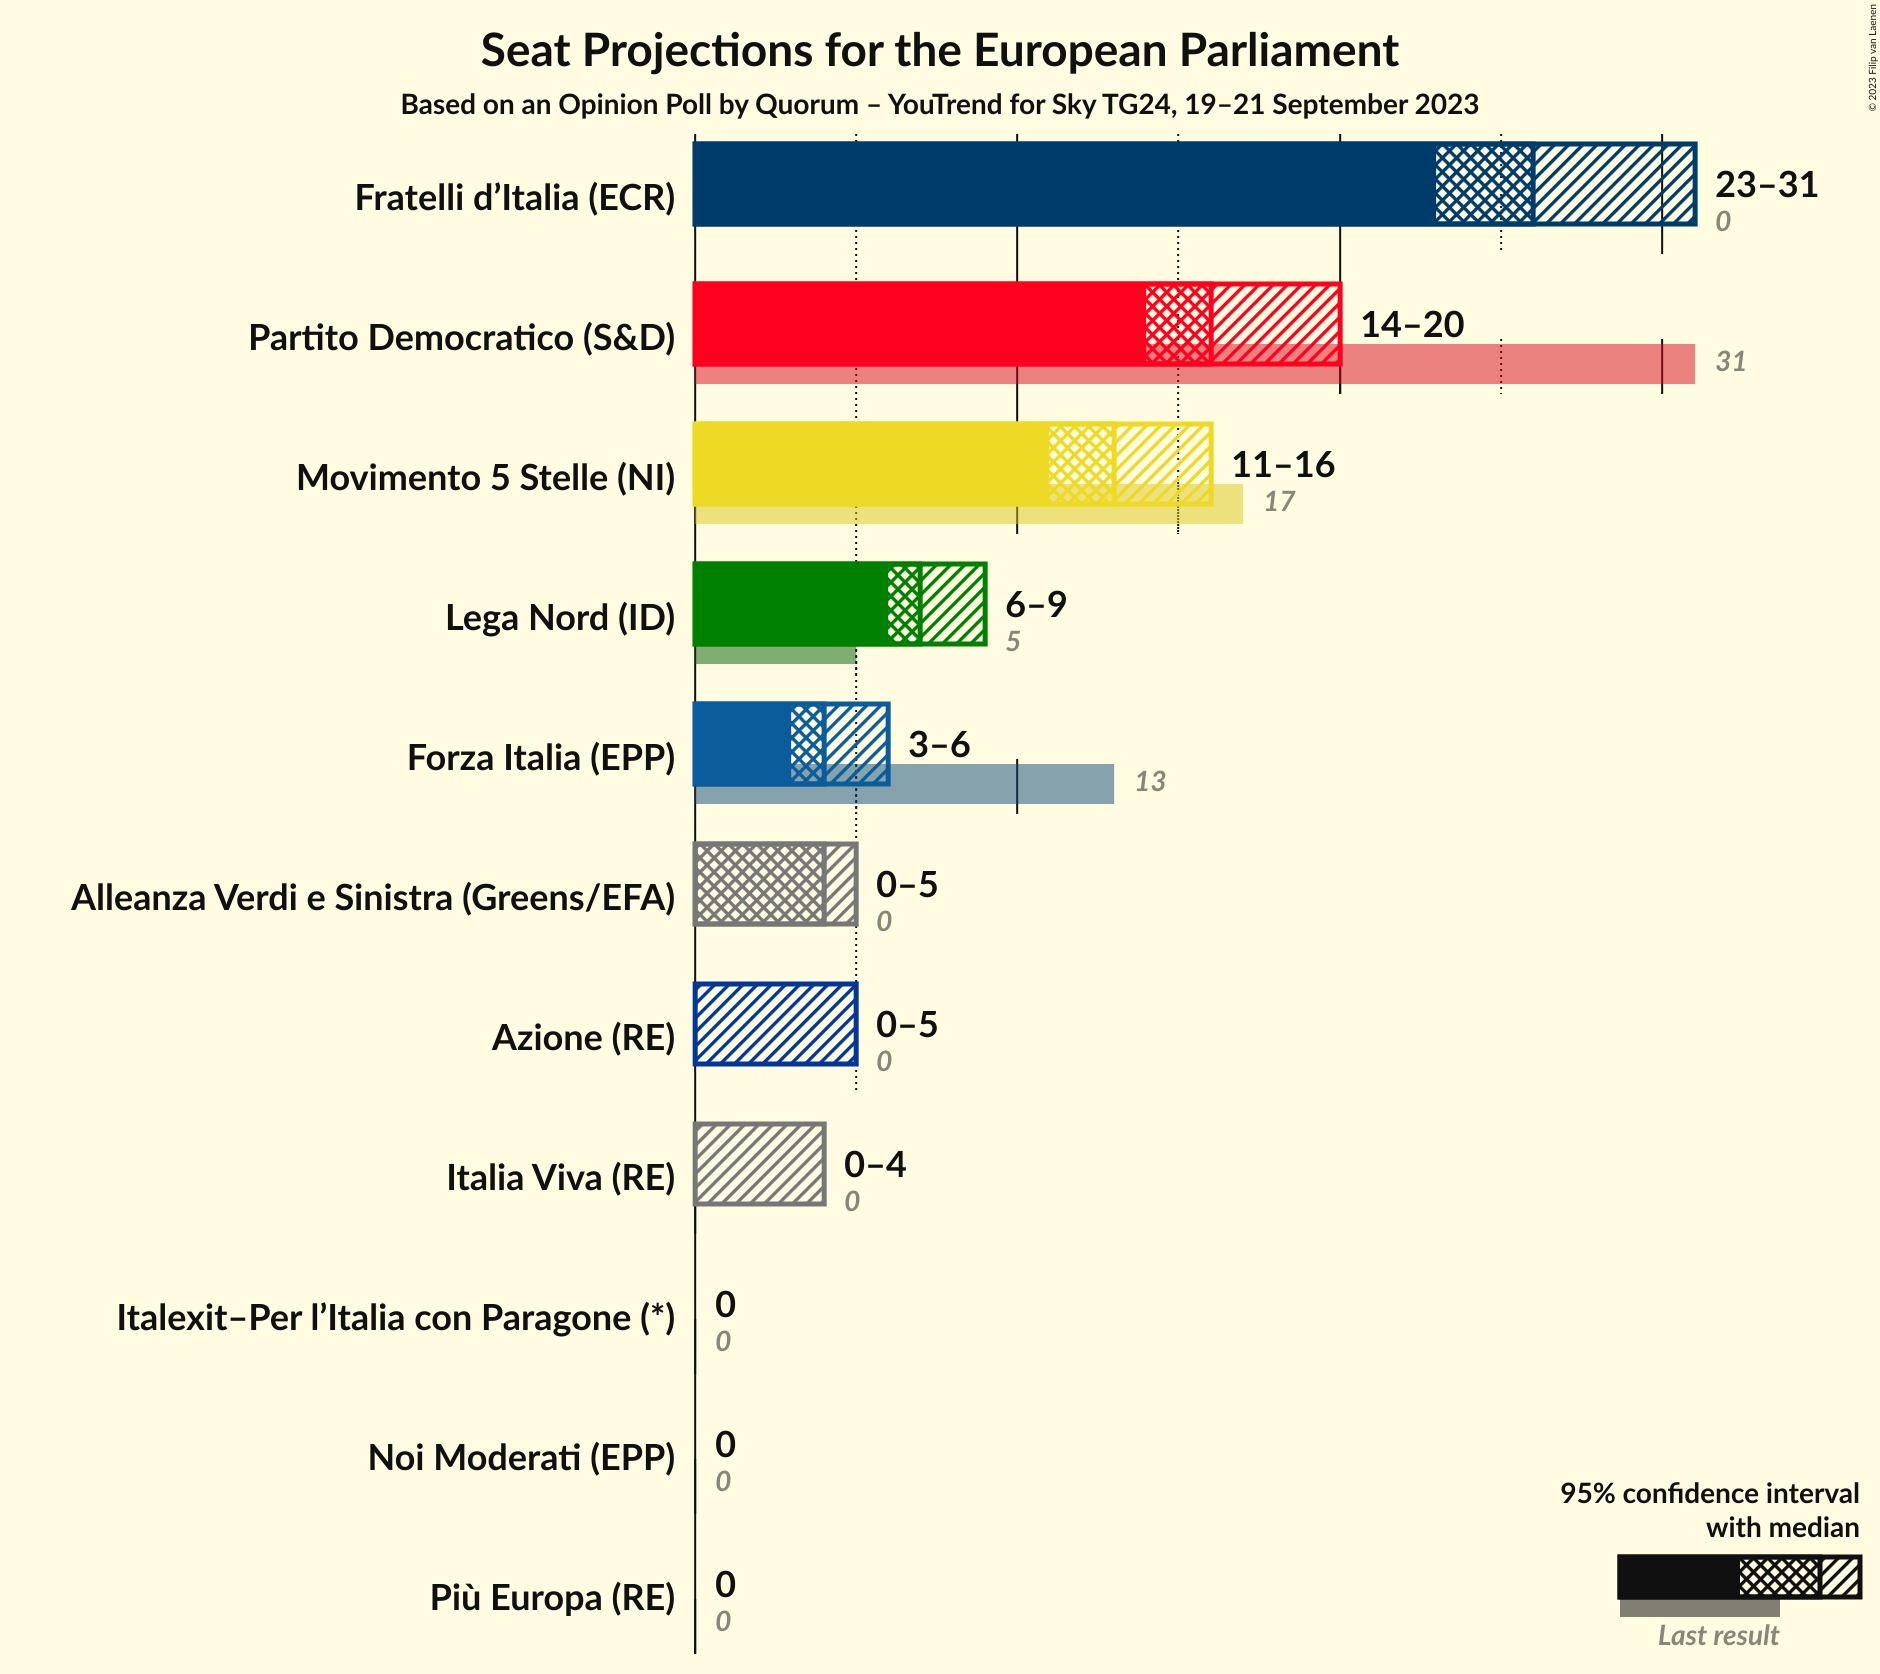 Seat Projections for the European Parliament
Based on an Opinion Poll by Quorum – YouTrend for Sky TG24, 19–21 September 2023
© 2023 Filip van Laenen
Fratelli d’Italia (ECR)
23–31
0
Partito Democratico (S&D)
14–20
31
Movimento 5 Stelle (NI)
11–16
17
Lega Nord (ID)
6–9
5
Forza Italia (EPP)
3–6
13
Alleanza Verdi e Sinistra (Greens/EFA)
0–5
0
Azione (RE)
0–5
0
Italia Viva (RE)
0–4
0
Italexit–Per l’Italia con Paragone (*)
0
0
Noi Moderati (EPP)
0
0
Più Europa (RE)
0
0
95% confidence interval
with median
Last result